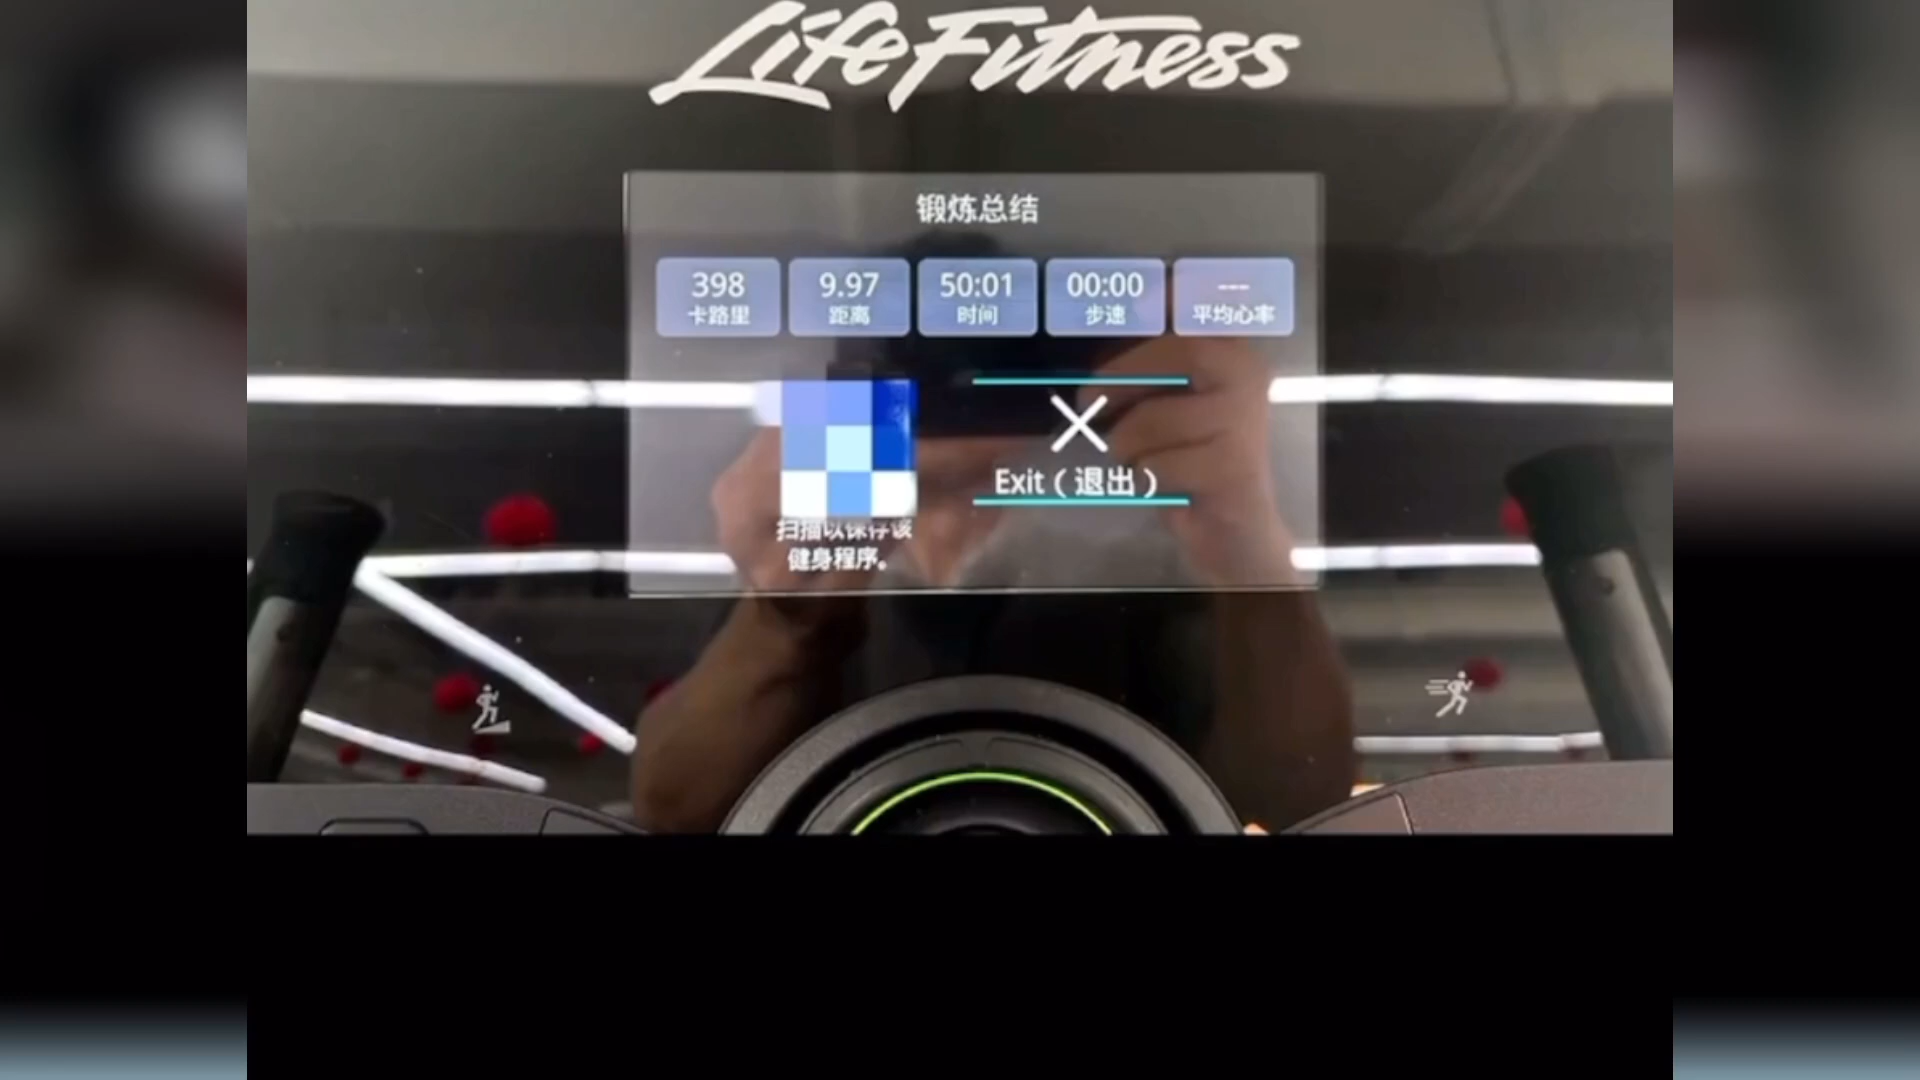 LifeFitness
锻炼总结
398
卡路里
9.97
距离
50:01
时间
00:00
步速
---
平均心率
Exit（退出）
扫描以保存该
健身程序。